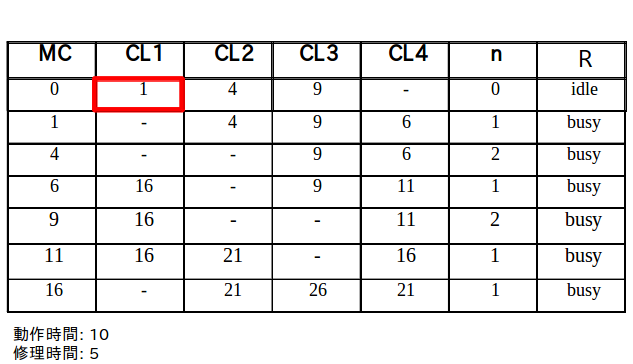 MC CL1 CL2 CL3 CL4 n R
0 1 4 9 - 0 idle
1 - 4 9 6 1 busy
4 - - 9 6 2 busy
6 16 - 9 11 1 busy
9 16 - - 11 2 busy
11 16 21 - 16 1 busy
16 - 21 26 21 1 busy
動作時間: 10
修理時間: 5